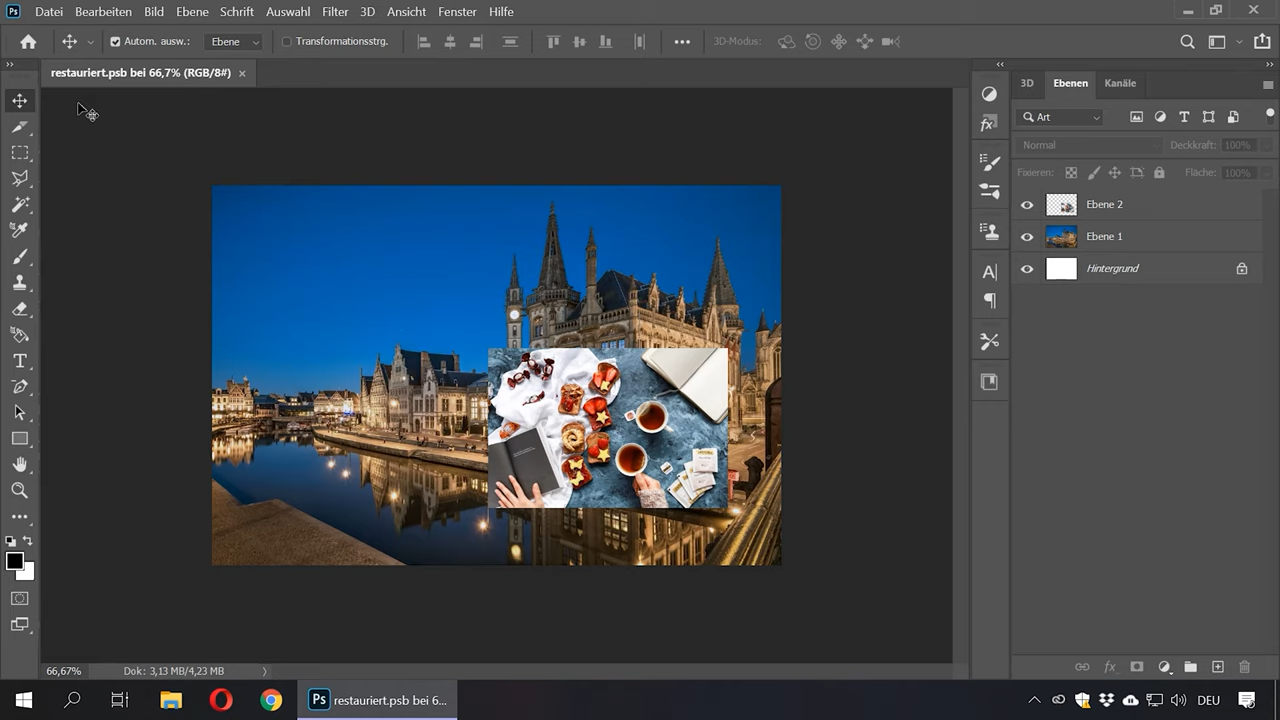 Ps Datei Bearbeiten Bild Ebene Schrift Auswahl Filter 3D Ansicht Fenster Hilfe
Autom. ausw.: Ebene Transformationsstrg. 3D-Modus:
restauriert.psb bei 66,7% (RGB/8#)
3D Ebenen Kanäle
Art
Normal Deckkraft: 100%
Fixieren: Fläche: 100%
Ebene 2
Ebene 1
Hintergrund
66,67% Dok: 3,13 MB/4,23 MB
Ps restauriert.psb bei 6... DEU